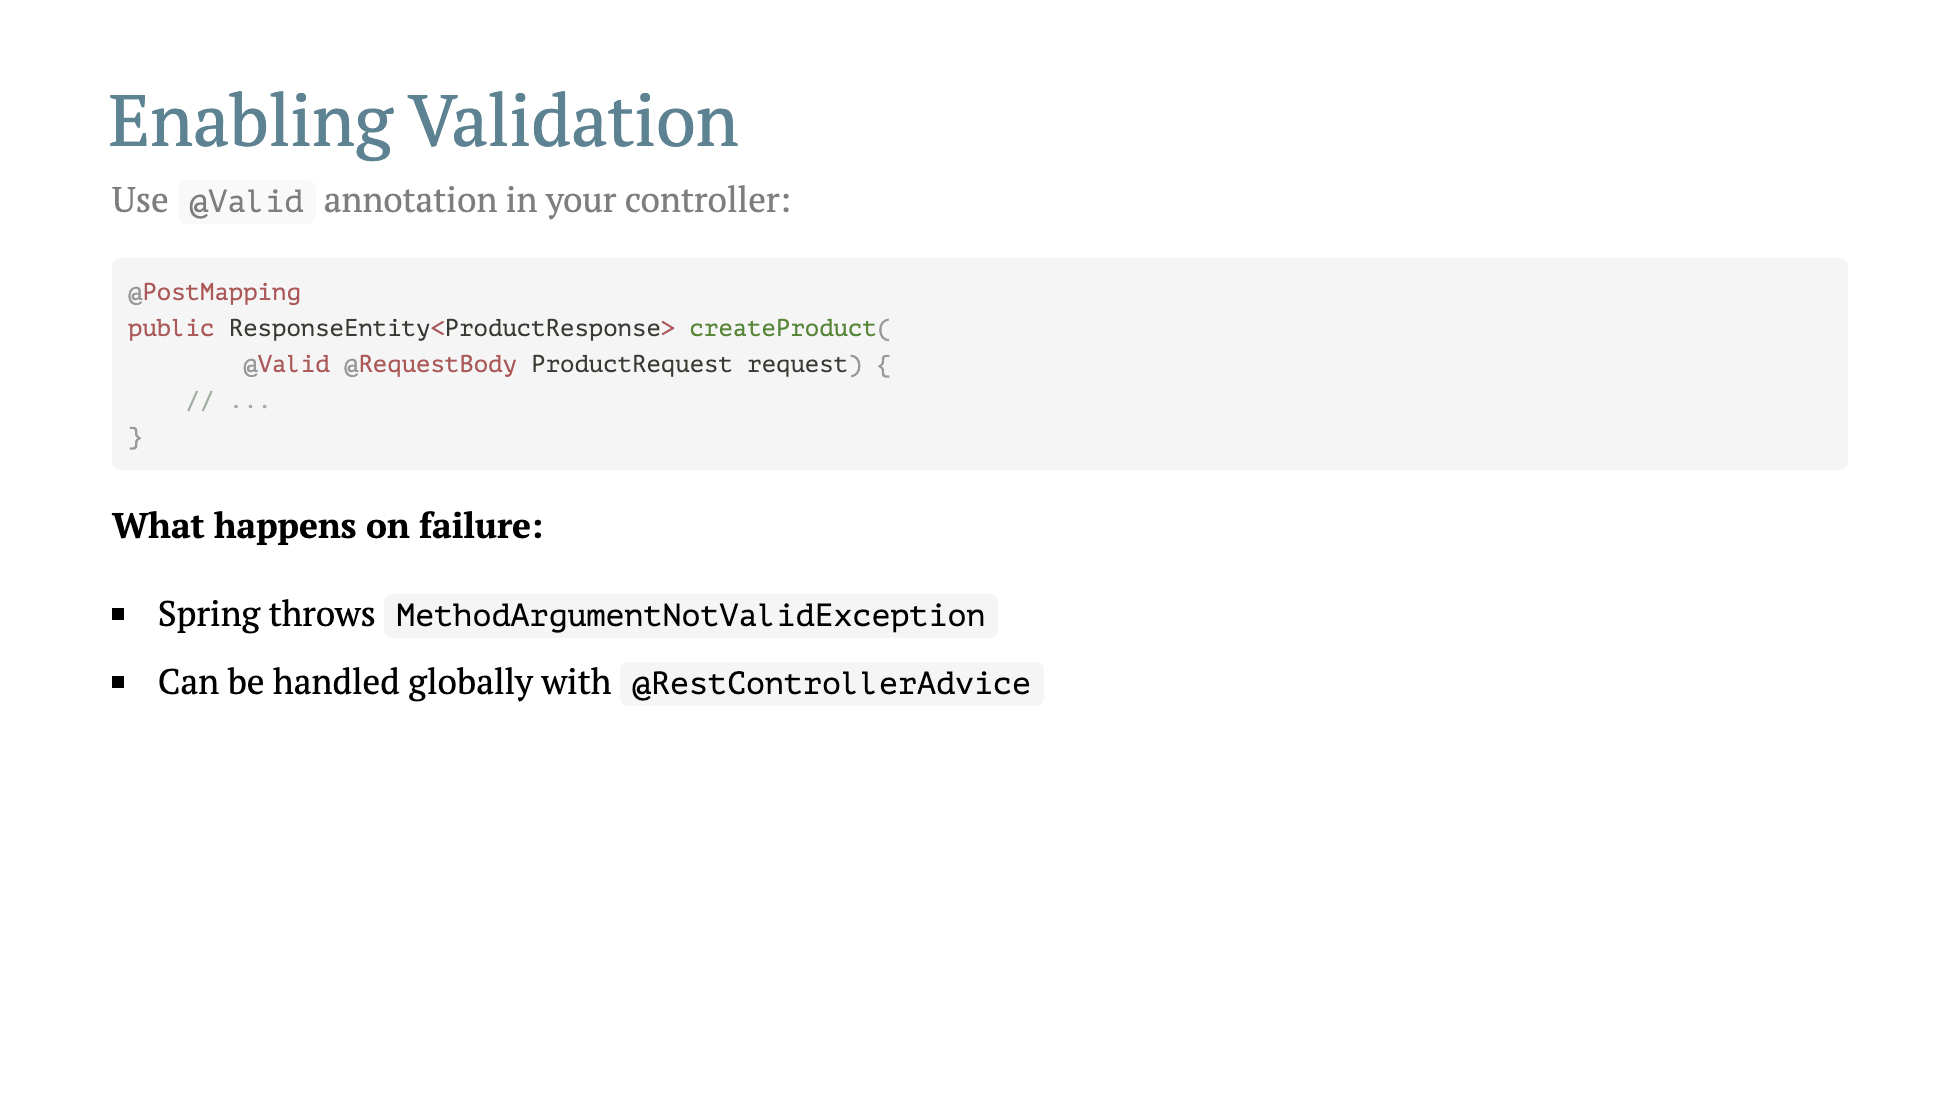 Enabling Validation
Use @Valid annotation in your controller:
@PostMapping
public ResponseEntity<ProductResponse> createProduct(
        @Valid @RequestBody ProductRequest request) {
    // ...
}
What happens on failure:
▪ Spring throws MethodArgumentNotValidException
▪ Can be handled globally with @RestControllerAdvice